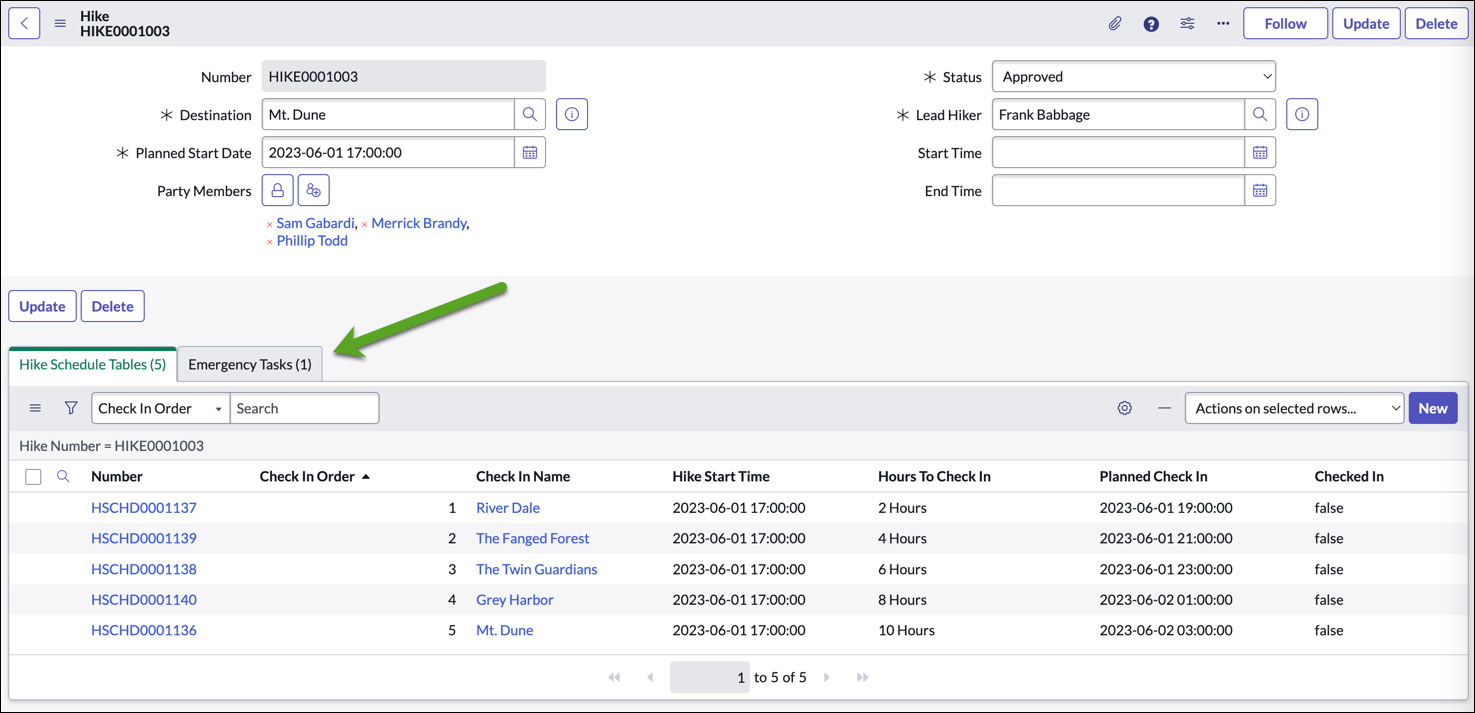 Hike
HIKE0001003
Follow Update Delete
Number HIKE0001003 Status Approved
Destination Mt. Dune Lead Hiker Frank Babbage
Planned Start Date 2023-06-01 17:00:00 Start Time
Party Members End Time
× Sam Gabardi, × Merrick Brandy,
× Phillip Todd
Update Delete
Hike Schedule Tables (5) Emergency Tasks (1)
Check In Order Search Actions on selected rows... New
Hike Number = HIKE0001003
Number Check In Order Check In Name Hike Start Time Hours To Check In Planned Check In Checked In
HSCHD0001137 1 River Dale 2023-06-01 17:00:00 2 Hours 2023-06-01 19:00:00 false
HSCHD0001139 2 The Fanged Forest 2023-06-01 17:00:00 4 Hours 2023-06-01 21:00:00 false
HSCHD0001138 3 The Twin Guardians 2023-06-01 17:00:00 6 Hours 2023-06-01 23:00:00 false
HSCHD0001140 4 Grey Harbor 2023-06-01 17:00:00 8 Hours 2023-06-02 01:00:00 false
HSCHD0001136 5 Mt. Dune 2023-06-01 17:00:00 10 Hours 2023-06-02 03:00:00 false
1 to 5 of 5